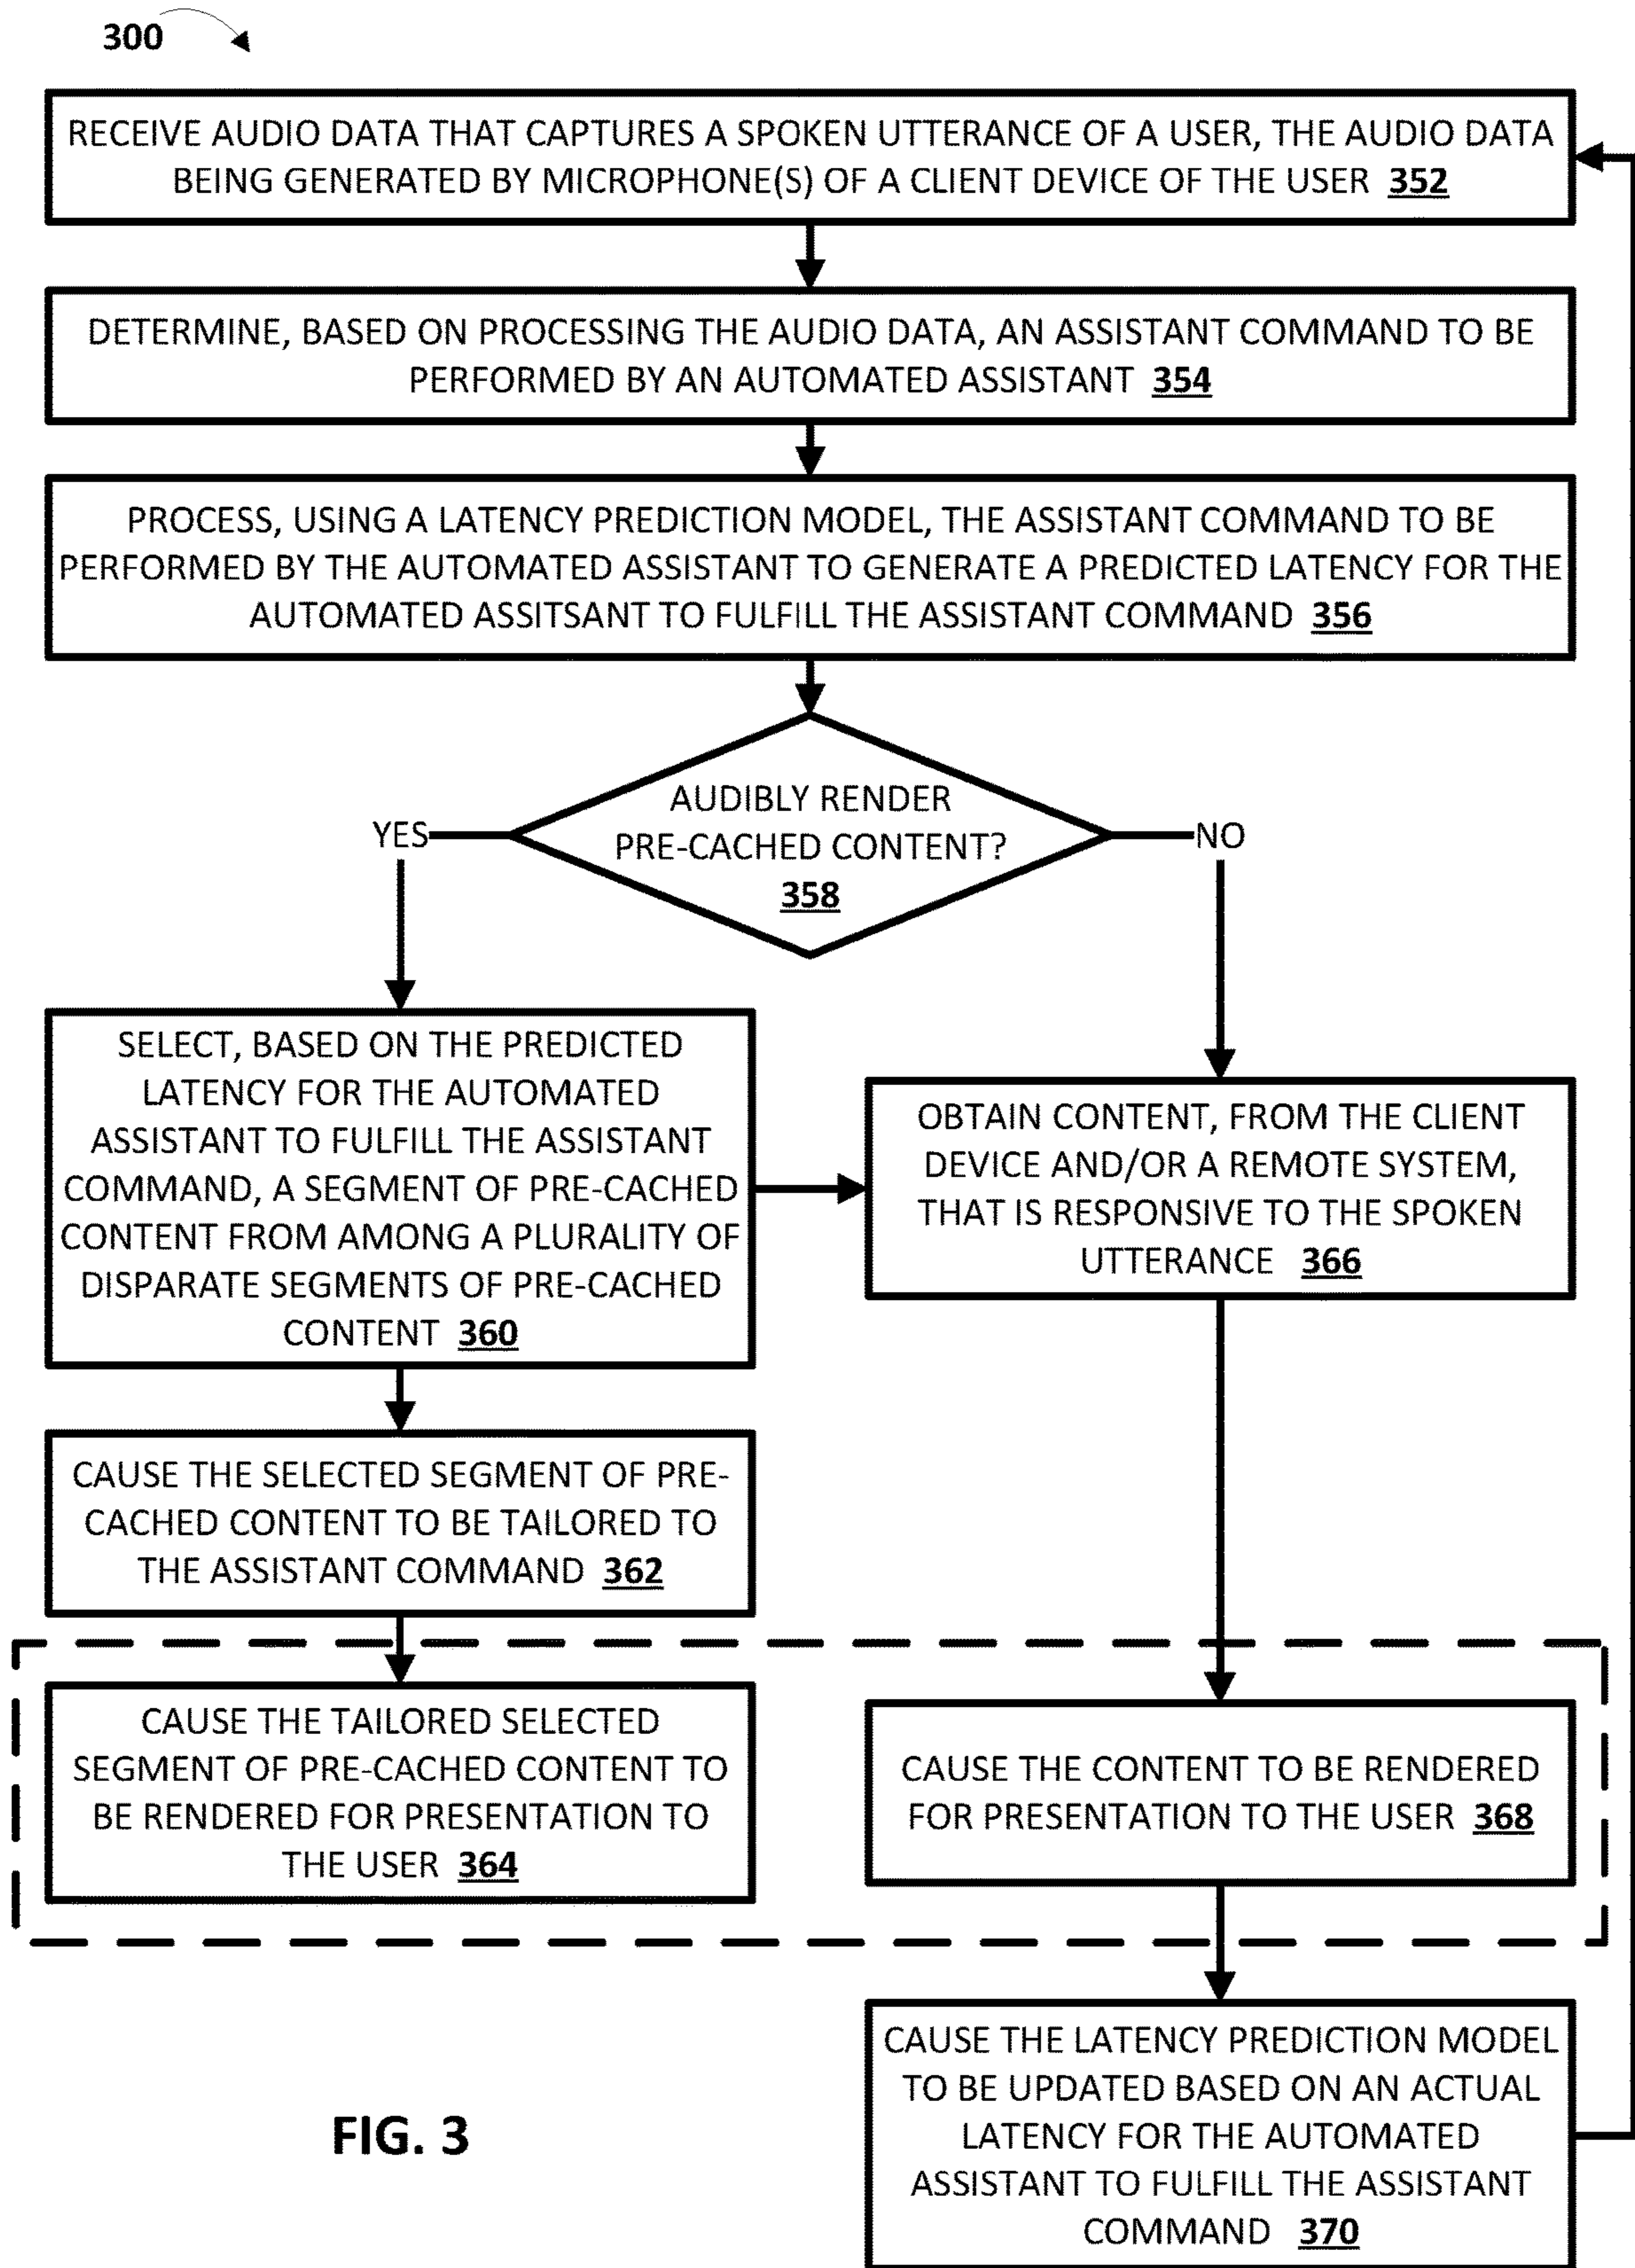 300
RECEIVE AUDIO DATA THAT CAPTURES A SPOKEN UTTERANCE OF A USER, THE AUDIO DATA
BEING GENERATED BY MICROPHONE(S) OF A CLIENT DEVICE OF THE USER 352
DETERMINE, BASED ON PROCESSING THE AUDIO DATA, AN ASSISTANT COMMAND TO BE
PERFORMED BY AN AUTOMATED ASSISTANT 354
PROCESS, USING A LATENCY PREDICTION MODEL, THE ASSISTANT COMMAND TO BE
PERFORMED BY THE AUTOMATED ASSISTANT TO GENERATE A PREDICTED LATENCY FOR THE
AUTOMATED ASSITSANT TO FULFILL THE ASSISTANT COMMAND 356
AUDIBLY RENDER
PRE-CACHED CONTENT?
358
YES
NO
SELECT, BASED ON THE PREDICTED
LATENCY FOR THE AUTOMATED
ASSISTANT TO FULFILL THE ASSISTANT
COMMAND, A SEGMENT OF PRE-CACHED
CONTENT FROM AMONG A PLURALITY OF
DISPARATE SEGMENTS OF PRE-CACHED
CONTENT 360
OBTAIN CONTENT, FROM THE CLIENT
DEVICE AND/OR A REMOTE SYSTEM,
THAT IS RESPONSIVE TO THE SPOKEN
UTTERANCE 366
CAUSE THE SELECTED SEGMENT OF PRE-
CACHED CONTENT TO BE TAILORED TO
THE ASSISTANT COMMAND 362
CAUSE THE TAILORED SELECTED
SEGMENT OF PRE-CACHED CONTENT TO
BE RENDERED FOR PRESENTATION TO
THE USER 364
CAUSE THE CONTENT TO BE RENDERED
FOR PRESENTATION TO THE USER 368
CAUSE THE LATENCY PREDICTION MODEL
TO BE UPDATED BASED ON AN ACTUAL
LATENCY FOR THE AUTOMATED
ASSISTANT TO FULFILL THE ASSISTANT
COMMAND 370
FIG. 3